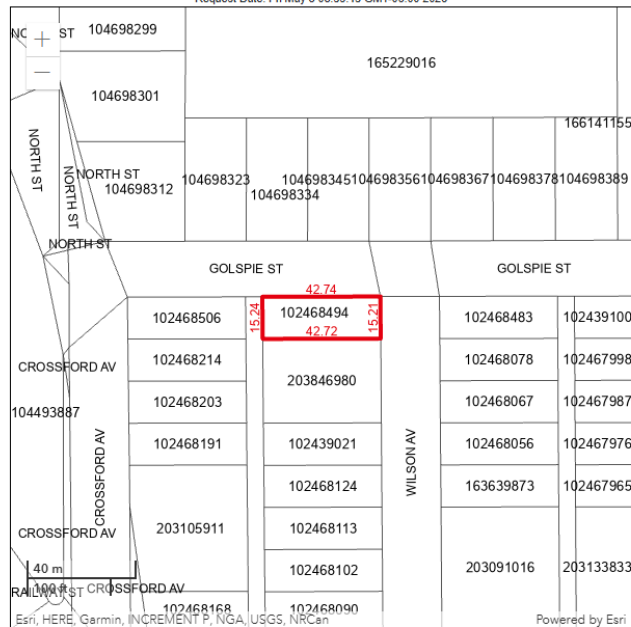 +
−
NORTH ST
104698299
165229016
104698301
166141155
NORTH ST
NORTH ST
NORTH ST
104698312
104698323
104698334
104698345
104698356
104698367
104698378
104698389
NORTH ST
GOLSPIE ST
GOLSPIE ST
42.74
15.24
102468494
15.21
42.72
102468506
102468483
102439100
102468214
203846980
102468078
102467998
CROSSFORD AV
102468203
102468067
102467987
104493887
102468191
102439021
102468056
102467976
CROSSFORD AV
WILSON AV
102468124
163639873
102467965
203105911
102468113
CROSSFORD AV
102468102
203091016
203133833
40 m
100 ft
CROSSFORD AV
RAILWAY ST
102468168
102468090
Esri, HERE, Garmin, INCREMENT P, NGA, USGS, NRCan
Powered by Esri